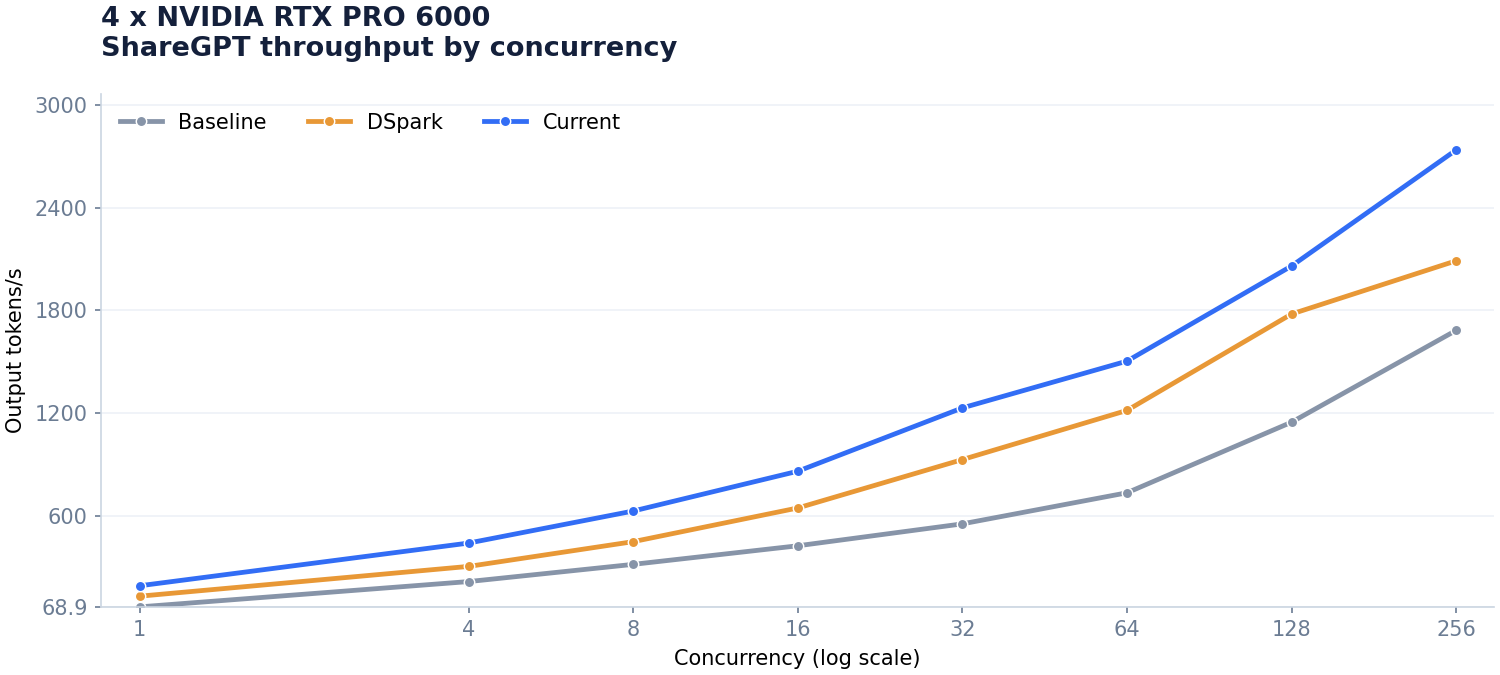 4 x NVIDIA RTX PRO 6000
ShareGPT throughput by concurrency
Baseline DSpark Current
3000
2400
1800
1200
600
68.9
Output tokens/s
1 4 8 16 32 64 128 256
Concurrency (log scale)